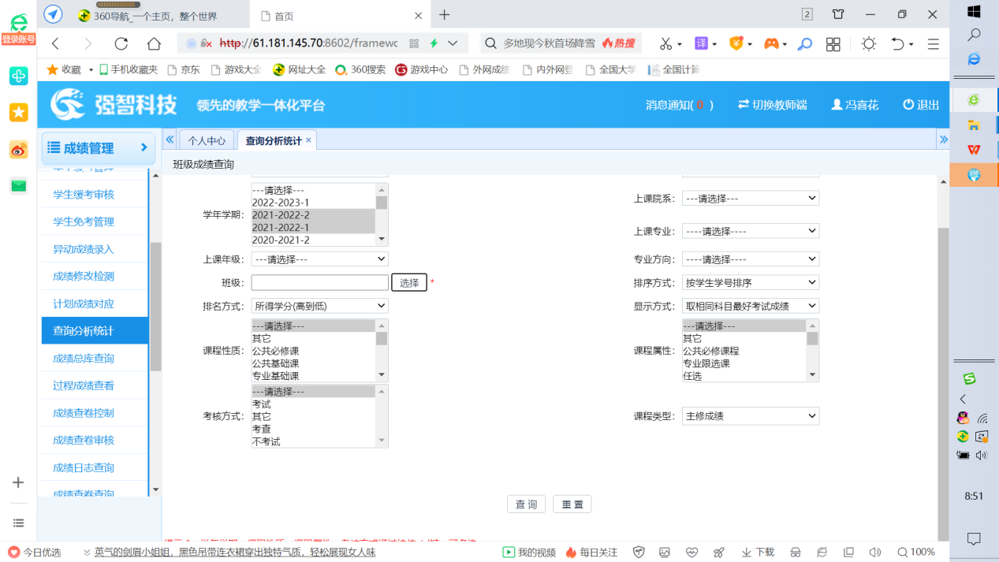 360导航_一个主页，整个世界
首页
2
登录账号
http://61.181.145.70:8602/framewc
多地现今秋首场降雪
热搜
译
收藏
手机收藏夹
京东
游戏大全
网址大全
360搜索
游戏中心
外网成绩
内外网登
全国大学
全国计算
强智科技
领先的教学一体化平台
消息通知( 0 )
切换教师端
冯喜花
退出
成绩管理
个人中心
查询分析统计
班级成绩查询
学生缓考审核
学生免考管理
异动成绩录入
成绩修改检测
计划成绩对应
查询分析统计
成绩总库查询
过程成绩查看
成绩查卷控制
成绩查卷审核
成绩日志查询
成绩查卷查询
学年学期：
---请选择---
2022-2023-1
2021-2022-2
2021-2022-1
2020-2021-2
上课院系： ---请选择---
上课专业： ----请选择----
上课年级： ---请选择---
专业方向： ----请选择----
班级： 选择 *
排序方式： 按学生学号排序
排名方式： 所得学分(高到低)
显示方式： 取相同科目最好考试成绩
课程性质：
---请选择---
其它
公共必修课
公共基础课
专业基础课
课程属性：
---请选择---
其它
公共必修课程
专业限选课
任选
考核方式：
---请选择---
考试
其它
考查
不考试
课程类型： 主修成绩
查 询
重 置
8:51
今日优选
英气的剑眉小姐姐，黑色吊带连衣裙穿出独特气质，轻松展现女人味
我的视频
每日关注
下载
100%